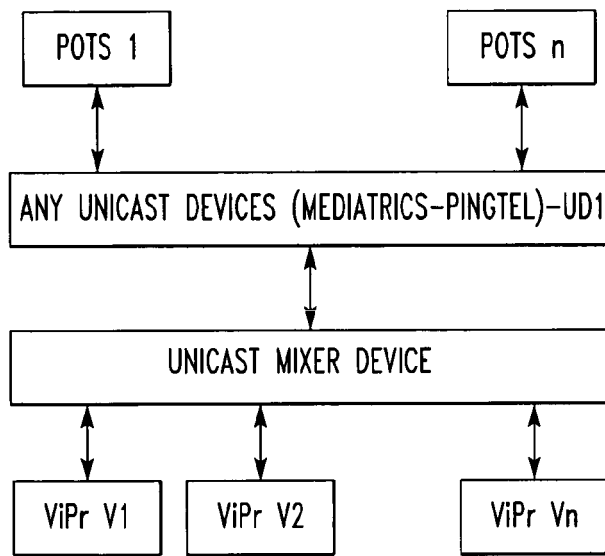 POTS 1
POTS n
ANY UNICAST DEVICES (MEDIATRICS-PINGTEL)-UD1
UNICAST MIXER DEVICE
ViPr V1
ViPr V2
ViPr Vn